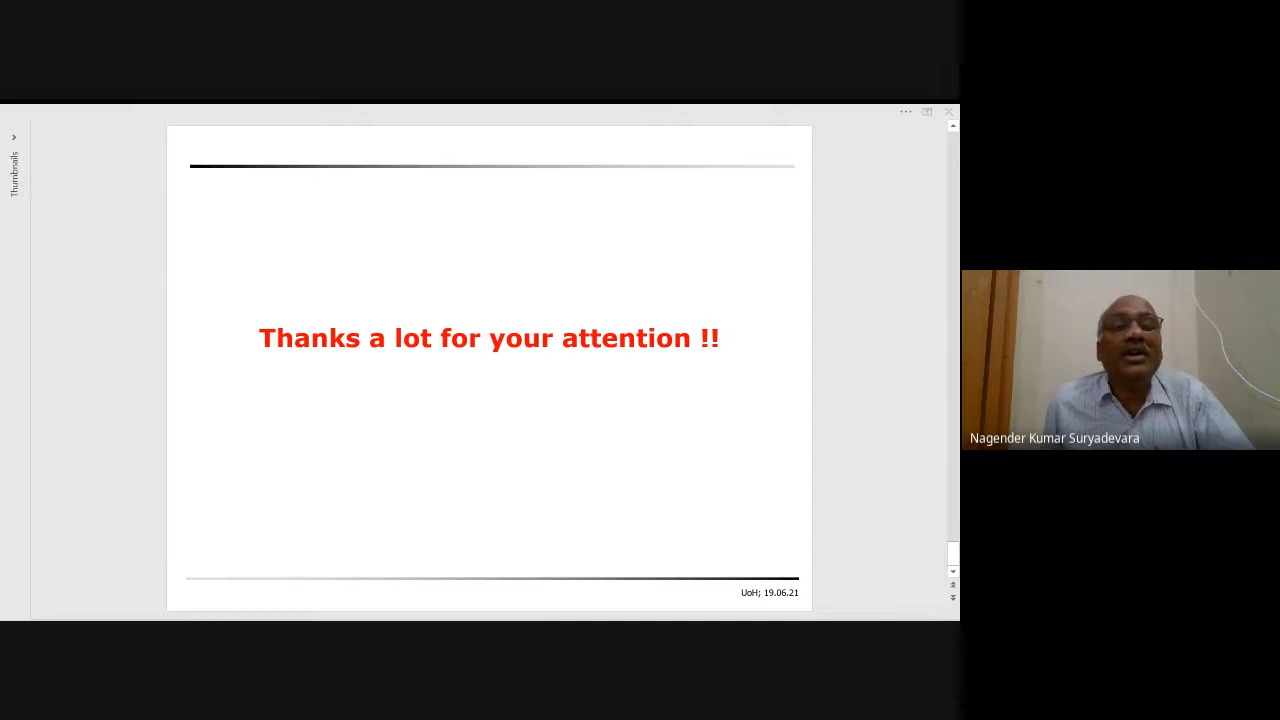 Thumbnails
Thanks a lot for your attention !!
UoH; 19.06.21
Nagender Kumar Suryadevara